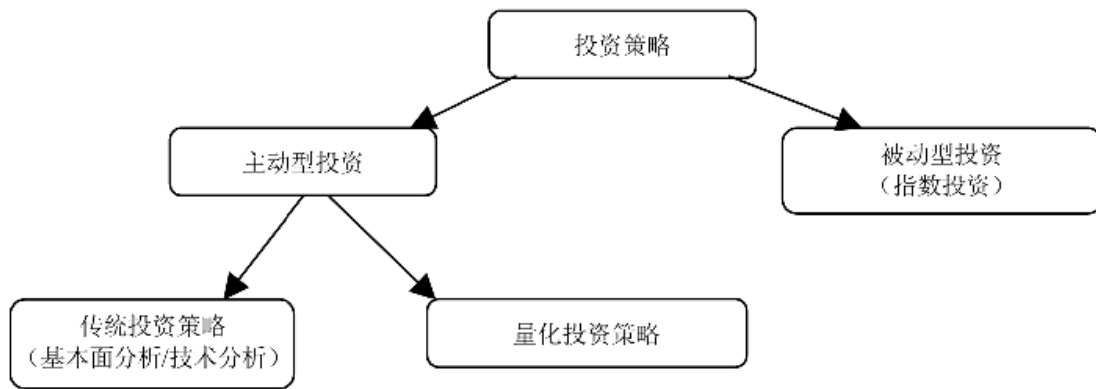 投资策略
主动型投资
被动型投资
（指数投资）
传统投资策略
（基本面分析/技术分析）
量化投资策略